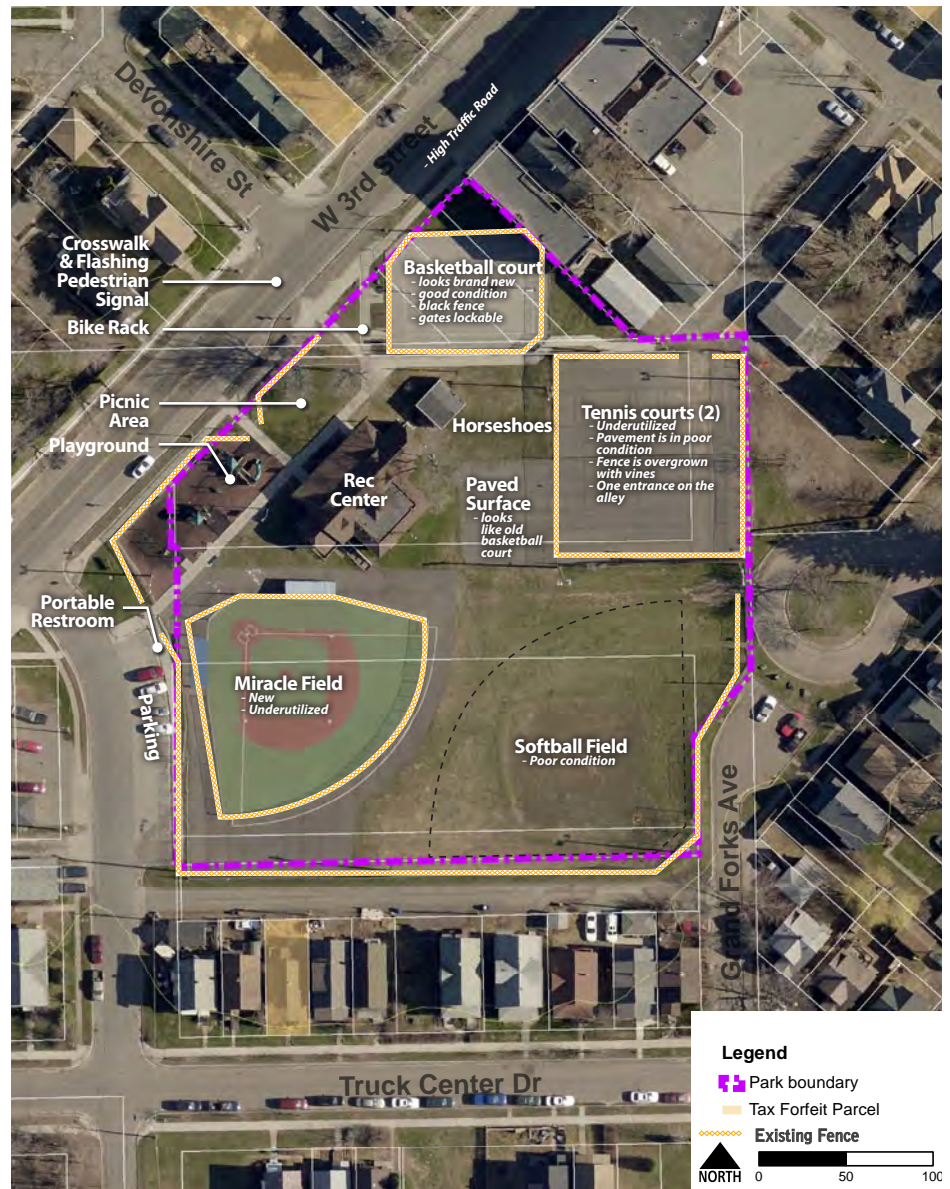 Devonshire St
W 3rd Street
- High Traffic Road
Crosswalk
& Flashing
Pedestrian
Signal
Bike Rack
Basketball court
- looks brand new
- good condition
- black fence
- gates lockable
Picnic
Area
Playground
Horseshoes
Tennis courts (2)
- Underutilized
- Pavement is in poor
condition
- Fence is overgrown
with vines
- One entrance on the
alley
Rec
Center
Paved
Surface
- looks
like old
basketball
court
Portable
Restroom
Parking
Miracle Field
- New
- Underutilized
Softball Field
- Poor condition
Grand Forks Ave
Truck Center Dr
Legend
Park boundary
Tax Forfeit Parcel
Existing Fence
NORTH
0 50 100